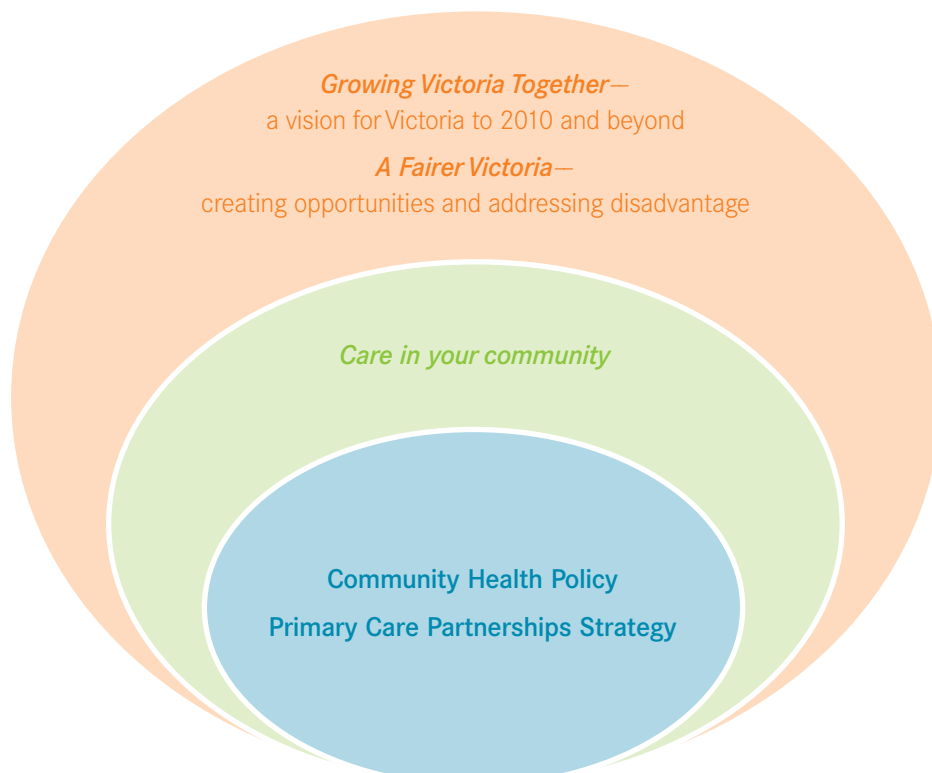 Growing Victoria Together—
a vision for Victoria to 2010 and beyond
A Fairer Victoria—
creating opportunities and addressing disadvantage
Care in your community
Community Health Policy
Primary Care Partnerships Strategy